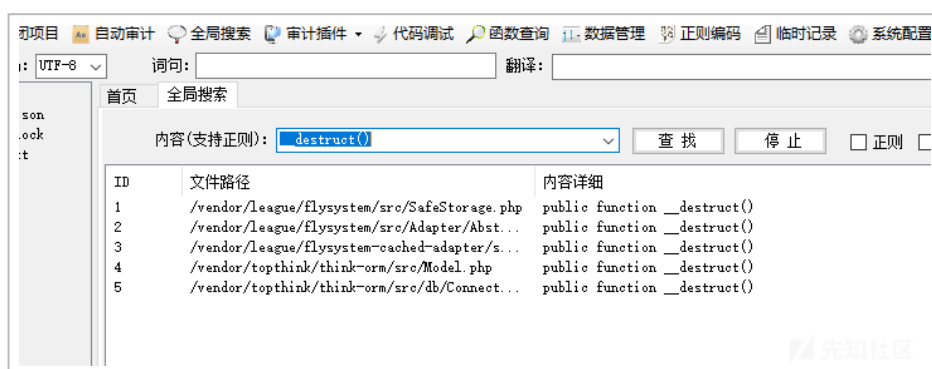 闭项目 自动审计 全局搜索 审计插件 代码调试 函数查询 数据管理 正则编码 临时记录 系统配置
: UTF-8 词句: 翻译:
首页 全局搜索
son
lock
:t
内容(支持正则): __destruct() 查找 停止 正则
ID 文件路径 内容详细
1 /vendor/league/flysystem/src/SafeStorage.php public function __destruct()
2 /vendor/league/flysystem/src/Adapter/Abst... public function __destruct()
3 /vendor/league/flysystem-cached-adapter/s... public function __destruct()
4 /vendor/topthink/think-orm/src/Model.php public function __destruct()
5 /vendor/topthink/think-orm/src/db/Connect... public function __destruct()
先知社区